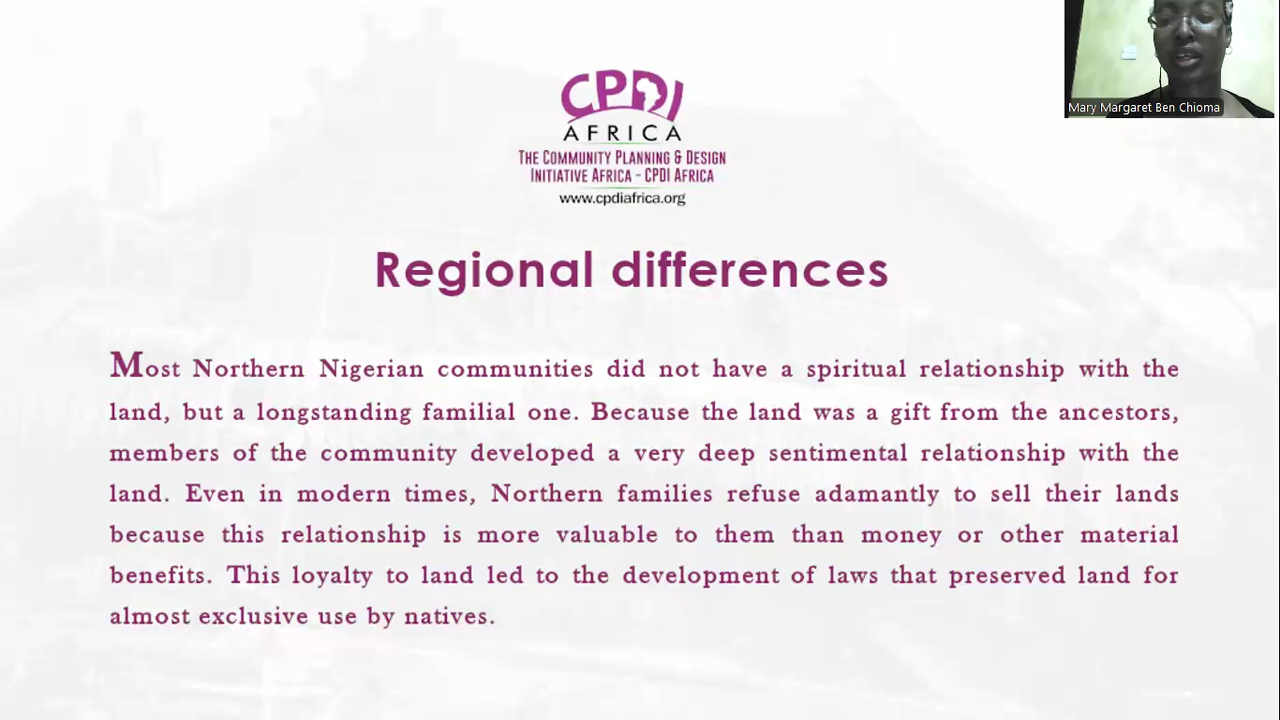 Mary Margaret Ben Chioma
CPDI
AFRICA
THE COMMUNITY PLANNING & DESIGN
INITIATIVE AFRICA - CPDI AFRICA
www.cpdiafrica.org
Regional differences
Most Northern Nigerian communities did not have a spiritual relationship with the
land, but a longstanding familial one. Because the land was a gift from the ancestors,
members of the community developed a very deep sentimental relationship with the
land. Even in modern times, Northern families refuse adamantly to sell their lands
because this relationship is more valuable to them than money or other material
benefits. This loyalty to land led to the development of laws that preserved land for
almost exclusive use by natives.